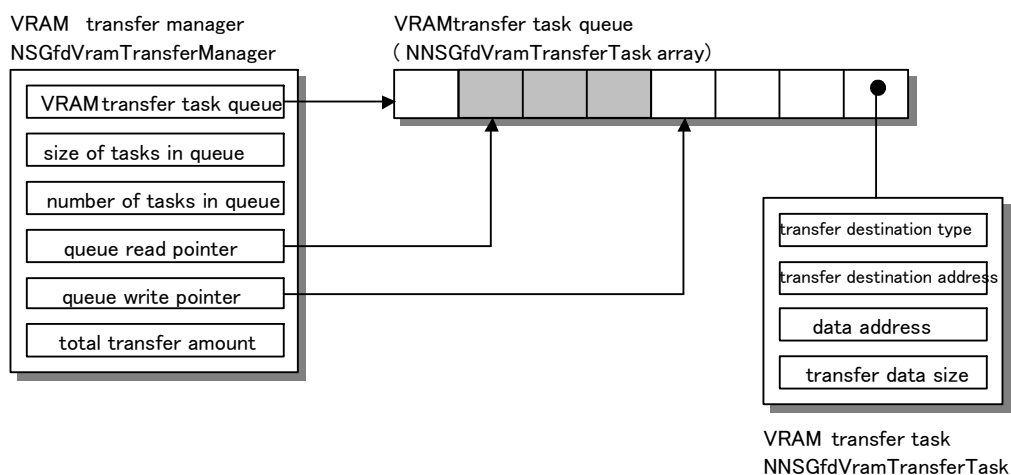 VRAM transfer manager
NSGfdVramTransferManager
VRAM transfer task queue
size of tasks in queue
number of tasks in queue
queue read pointer
queue write pointer
total transfer amount
VRAMtransfer task queue
( NNSGfdVramTransferTask array)
transfer destination type
transfer destination address
data address
transfer data size
VRAM transfer task
NNSGfdVramTransferTask